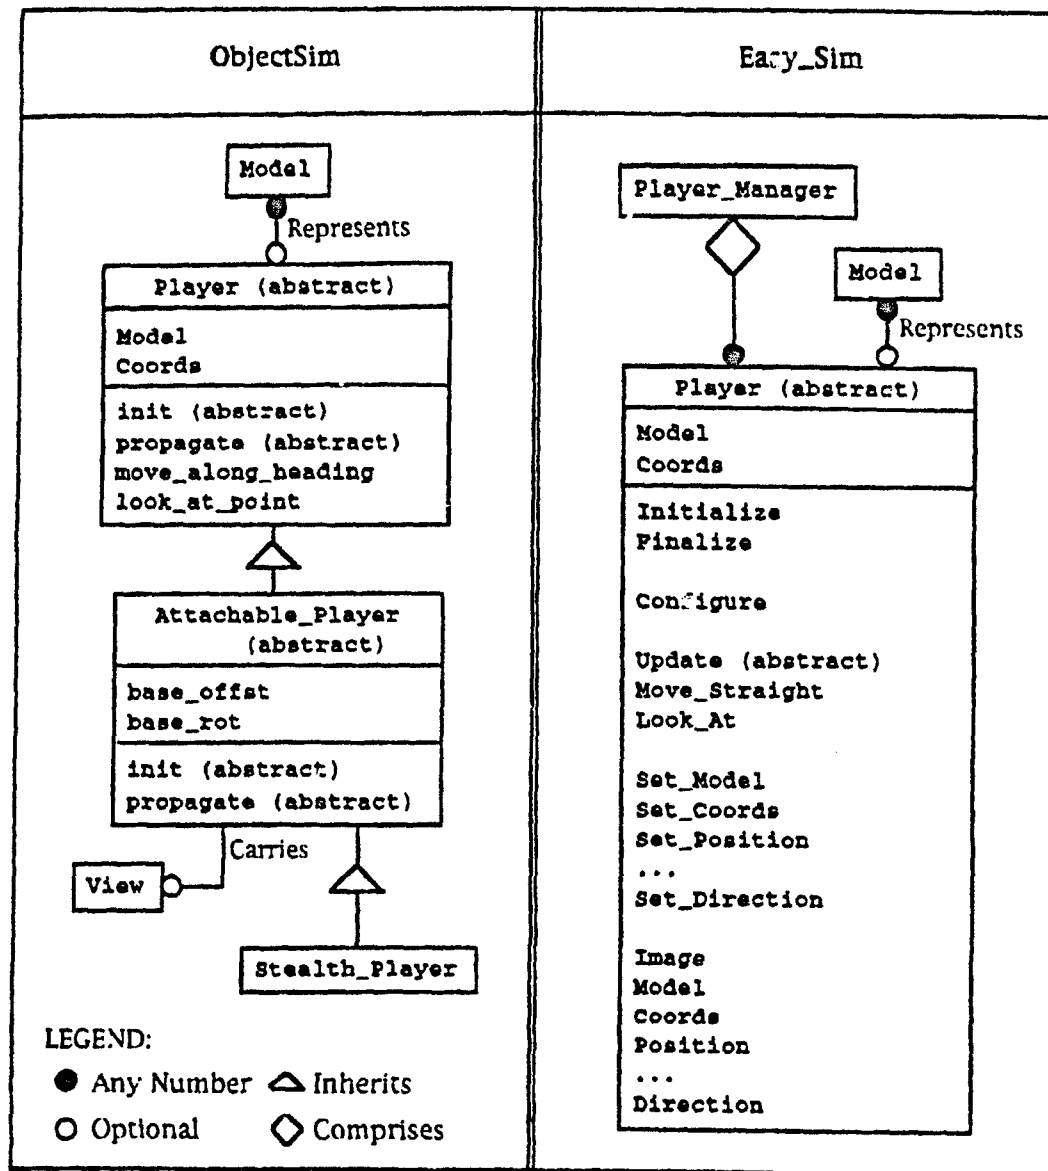 ObjectSim
Easy_Sim
Model
Represents
Player (abstract)
Model
Coords
init (abstract)
propagate (abstract)
move_along_heading
look_at_point
Attachable_Player
(abstract)
base_offst
base_rot
init (abstract)
propagate (abstract)
Carries
View
Stealth_Player
LEGEND:
Any Number
Inherits
Optional
Comprises
Player_Manager
Model
Represents
Player (abstract)
Model
Coords
Initialize
Finalize
Configure
Update (abstract)
Move_Straight
Look_At
Set_Model
Set_Coords
Set_Position
...
Set_Direction
Image
Model
Coords
Position
...
Direction